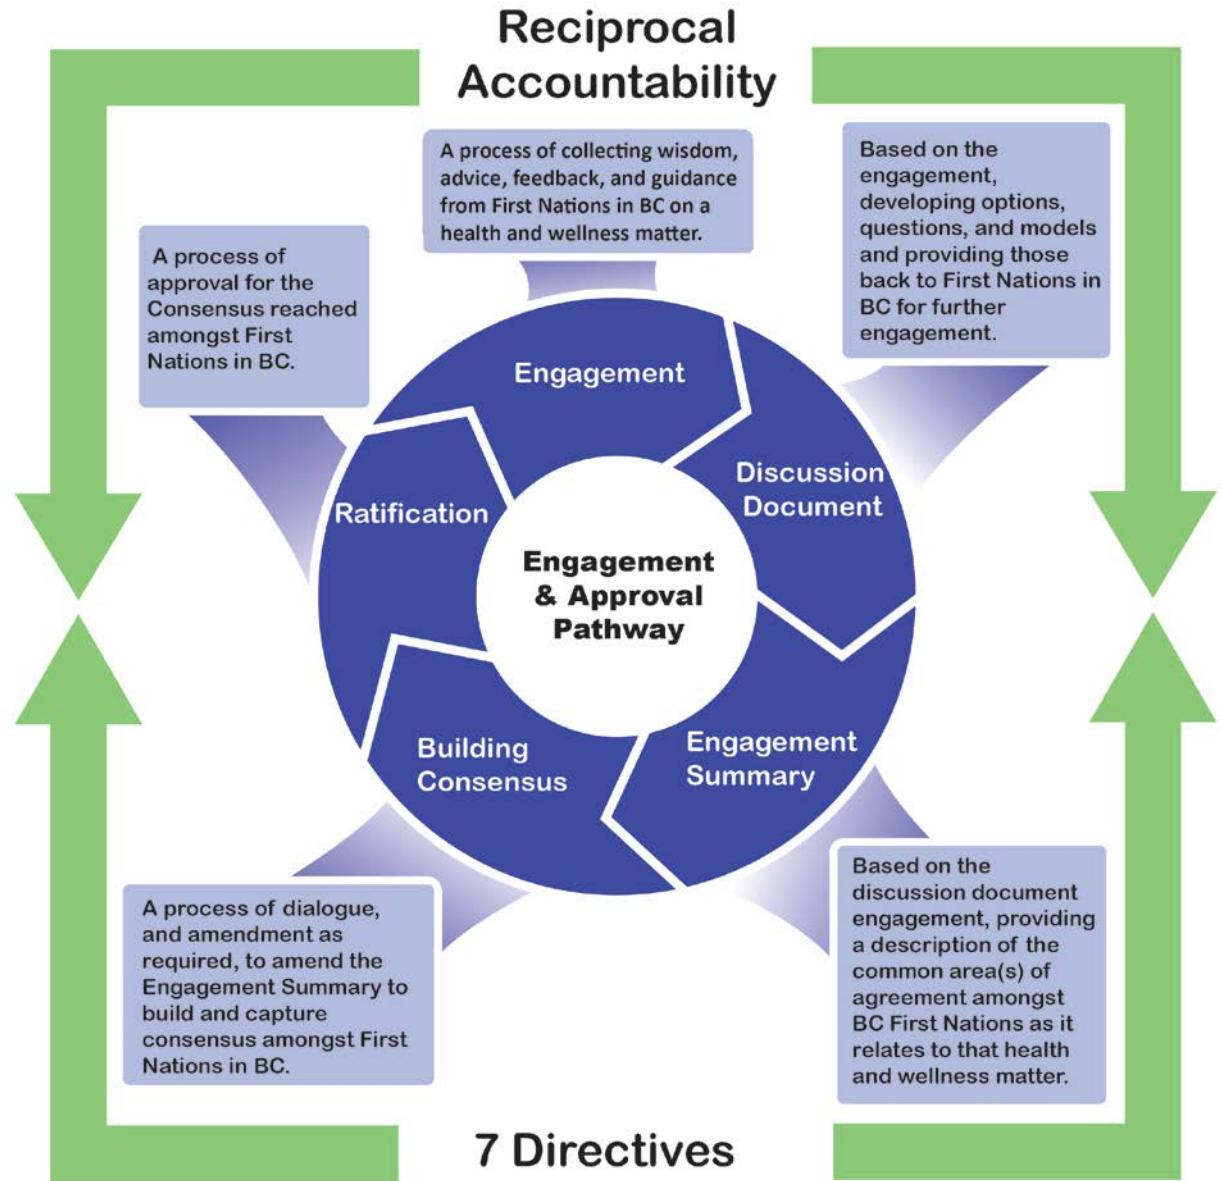 Reciprocal
Accountability
A process of collecting wisdom,
advice, feedback, and guidance
from First Nations in BC on a
health and wellness matter.
Based on the
engagement,
developing options,
questions, and models
and providing those
back to First Nations in
BC for further
engagement.
A process of
approval for the
Consensus reached
amongst First
Nations in BC.
Engagement
Discussion
Document
Ratification
Engagement
& Approval
Pathway
Building
Consensus
Engagement
Summary
A process of dialogue,
and amendment as
required, to amend the
Engagement Summary to
build and capture
consensus amongst First
Nations in BC.
Based on the
discussion document
engagement, providing
a description of the
common area(s) of
agreement amongst
BC First Nations as it
relates to that health
and wellness matter.
7 Directives